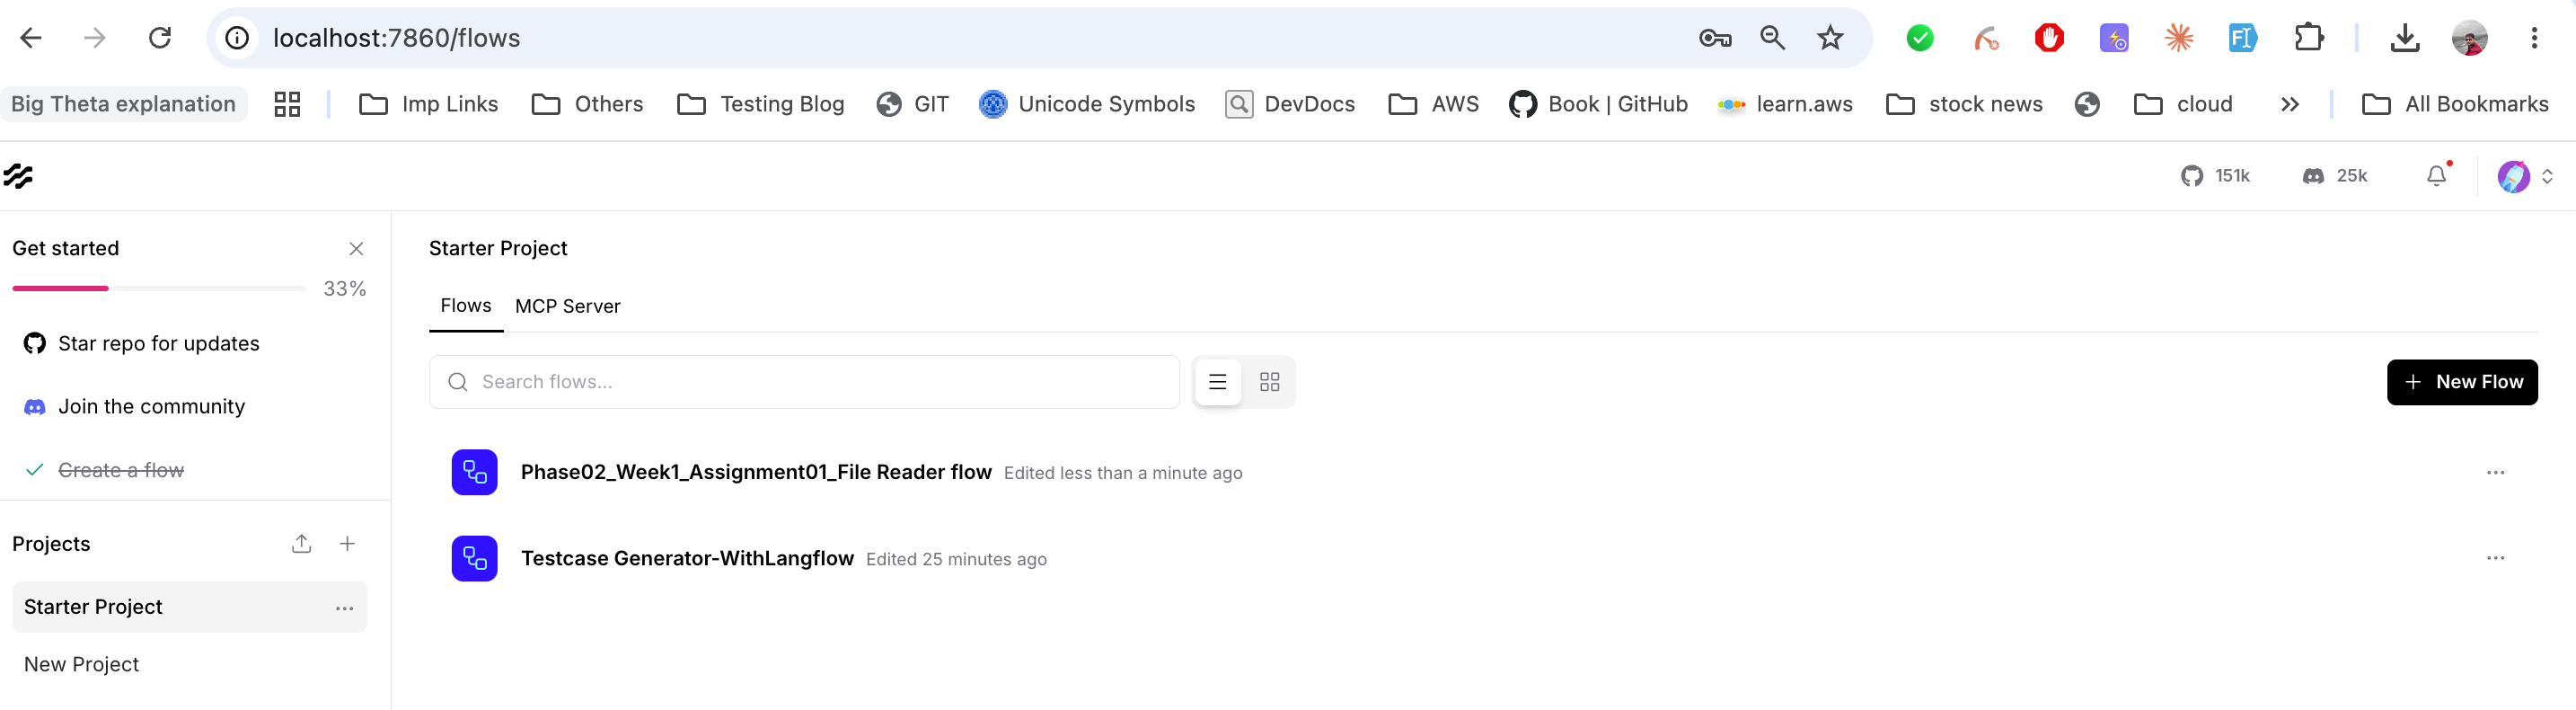 localhost:7860/flows
Big Theta explanation Imp Links Others Testing Blog GIT Unicode Symbols DevDocs AWS Book | GitHub learn.aws stock news cloud » All Bookmarks
151k 25k
Get started
33%
Star repo for updates
Join the community
Create a flow
Projects
Starter Project
New Project
Starter Project
Flows MCP Server
Search flows...
+ New Flow
Phase02_Week1_Assignment01_File Reader flow Edited less than a minute ago
Testcase Generator-WithLangflow Edited 25 minutes ago